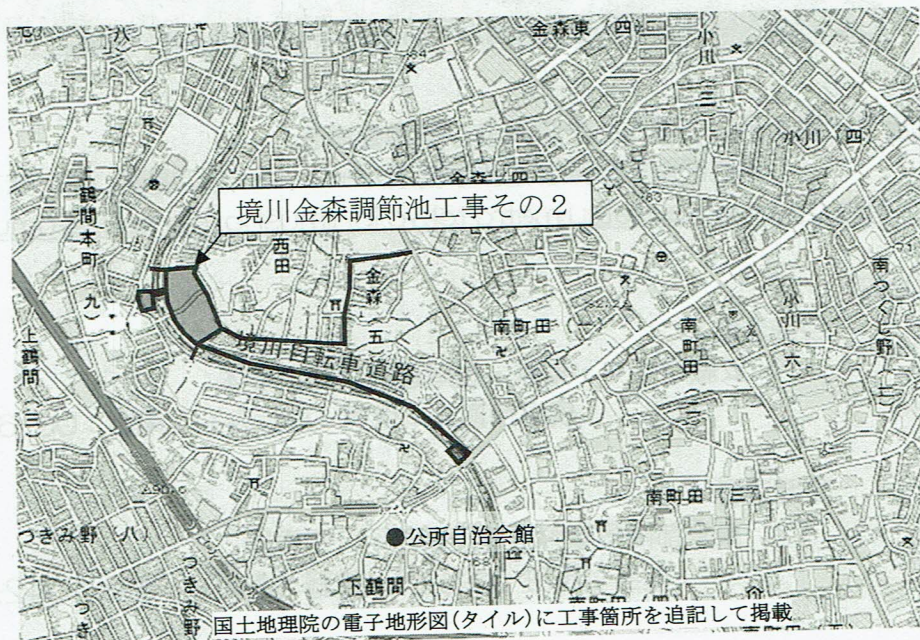 金森東（四）
小川（三）
小川（四）
上鶴間本町（九）
境川金森調節池工事その２
西田
金森（五）
南町田
境川自転車道路
南つくし野（二）
小川（六）
上鶴間（三）
南町田（三）
つきみ野（八）
●公所自治会館
下鶴間
つきみ野
国土地理院の電子地形図(タイル)に工事箇所を追記して掲載